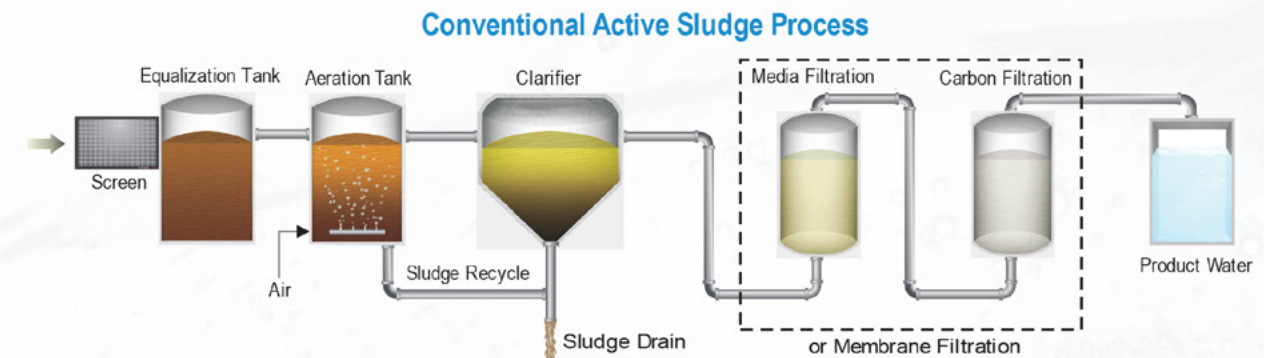 Conventional Active Sludge Process
Equalization Tank
Aeration Tank
Clarifier
Media Filtration
Carbon Filtration
Screen
Air
Sludge Recycle
Sludge Drain
Product Water
or Membrane Filtration